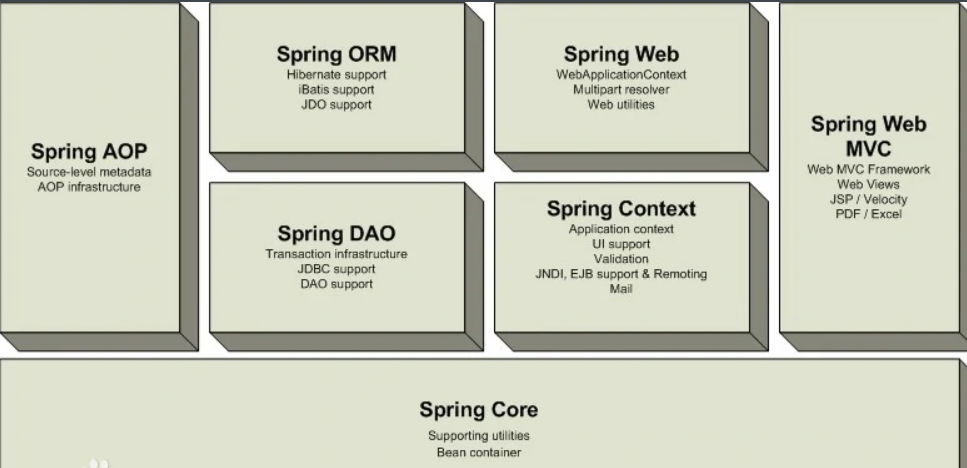 Spring AOP
Source-level metadata
AOP infrastructure
Spring ORM
Hibernate support
iBatis support
JDO support
Spring DAO
Transaction infrastructure
JDBC support
DAO support
Spring Web
WebApplicationContext
Multipart resolver
Web utilities
Spring Context
Application context
UI support
Validation
JNDI, EJB support & Remoting
Mail
Spring Web
MVC
Web MVC Framework
Web Views
JSP / Velocity
PDF / Excel
Spring Core
Supporting utilities
Bean container